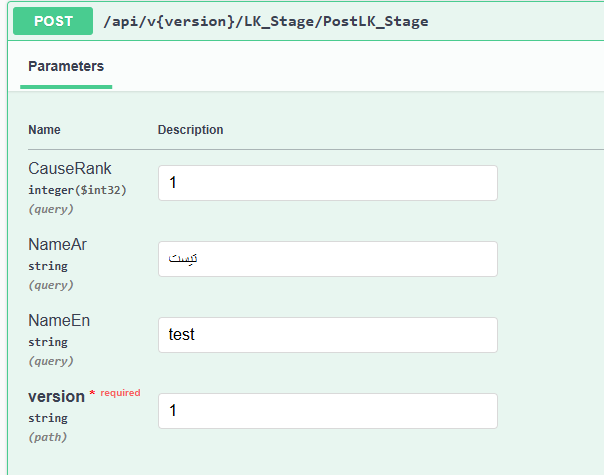 POST /api/v{version}/LK_Stage/PostLK_Stage
Parameters
Name Description
CauseRank 1
integer($int32)
(query)
NameAr تيست
string
(query)
NameEn test
string
(query)
version * required 1
string
(path)